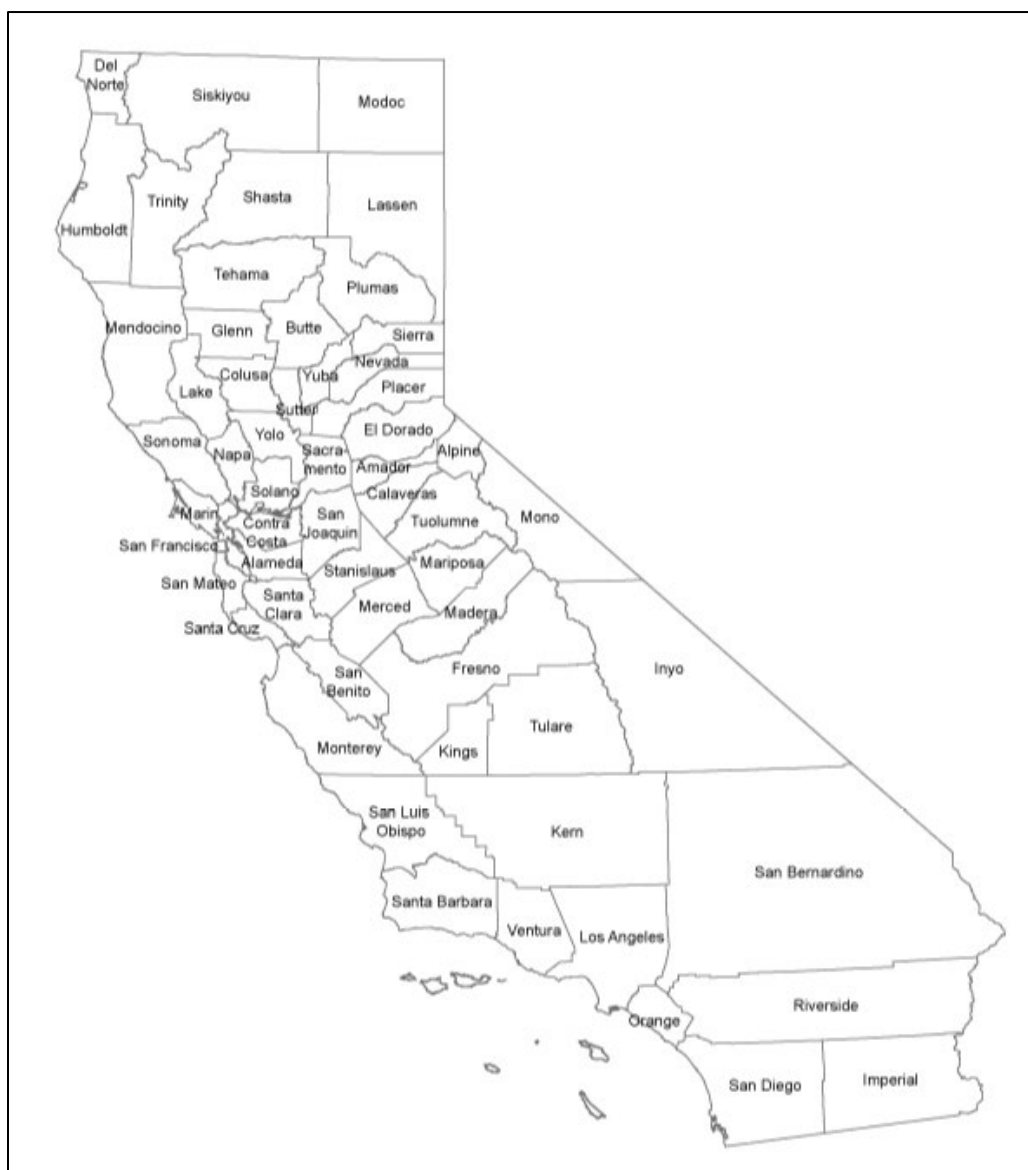 Del
Norte
Siskiyou
Modoc
Humboldt
Trinity
Shasta
Lassen
Tehama
Plumas
Mendocino
Glenn
Butte
Sierra
Nevada
Colusa
Yuba
Lake
Placer
Sutter
Sonoma
Yolo
El Dorado
Napa
Sacra-
mento
Alpine
Amador
Solano
Calaveras
Marin
Contra
Costa
San
Joaquin
Tuolumne
Mono
San Francisco
Alameda
Stanislaus
Mariposa
San Mateo
Santa
Clara
Merced
Madera
Santa Cruz
San
Benito
Fresno
Inyo
Monterey
Kings
Tulare
San Luis
Obispo
Kern
San Bernardino
Santa Barbara
Ventura
Los Angeles
Orange
Riverside
San Diego
Imperial